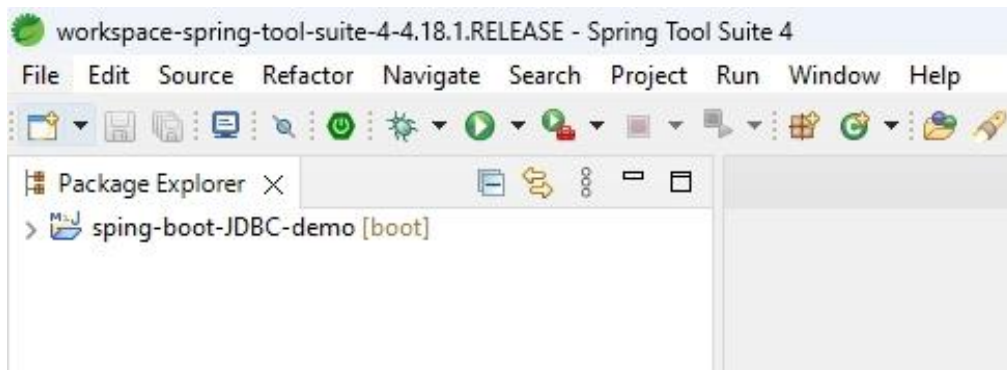 workspace-spring-tool-suite-4-4.18.1.RELEASE - Spring Tool Suite 4
File Edit Source Refactor Navigate Search Project Run Window Help
Package Explorer
sping-boot-JDBC-demo [boot]